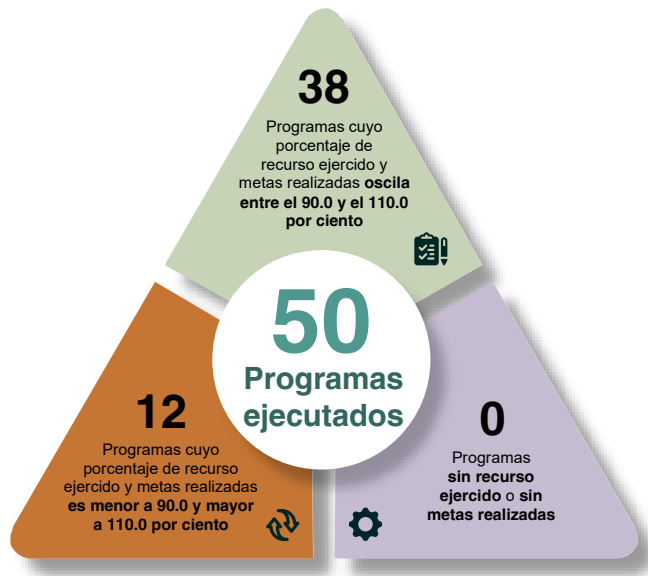 38
Programas cuyo
porcentaje de
recurso ejercido y
metas realizadas oscila
entre el 90.0 y el 110.0
por ciento
50
Programas
ejecutados
12
Programas cuyo
porcentaje de recurso
ejercido y metas realizadas
es menor a 90.0 y mayor
a 110.0 por ciento
0
Programas
sin recurso
ejercido o sin
metas realizadas